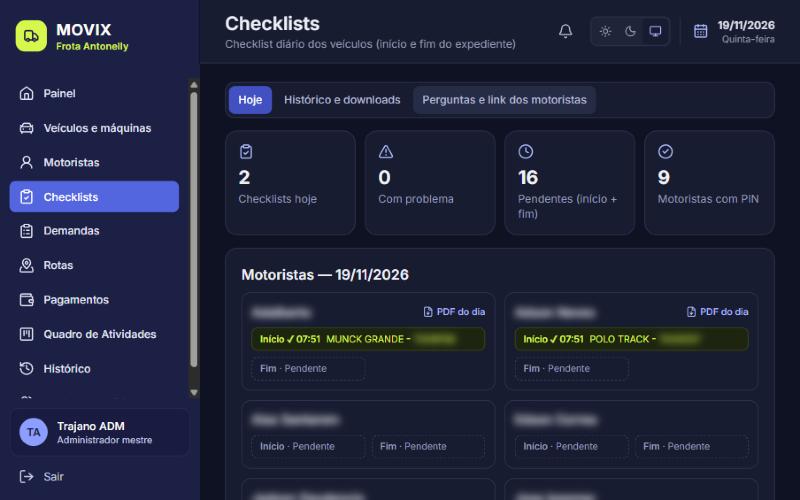 MOVIX
Frota Antonelly
Painel
Veículos e máquinas
Motoristas
Checklists
Demandas
Rotas
Pagamentos
Quadro de Atividades
Histórico
TA
Trajano ADM
Administrador mestre
Sair
Checklists
Checklist diário dos veículos (início e fim do expediente)
19/11/2026
Quinta-feira
Hoje
Histórico e downloads
Perguntas e link dos motoristas
2
Checklists hoje
0
Com problema
16
Pendentes (início +
fim)
9
Motoristas com PIN
Motoristas — 19/11/2026
PDF do dia
Início ✓ 07:51 MUNCK GRANDE -
Fim · Pendente
PDF do dia
Início ✓ 07:51 POLO TRACK -
Fim · Pendente
Início · Pendente
Fim · Pendente
Início · Pendente
Fim · Pendente